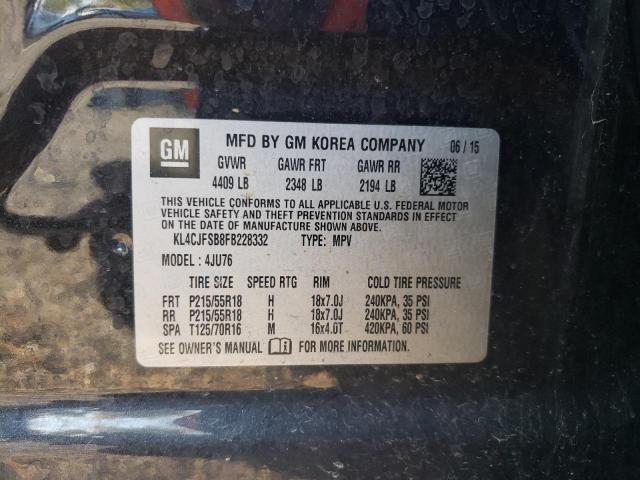 GM MFD BY GM KOREA COMPANY 06 / 15
GVWR GAWR FRT GAWR RR
4409 LB 2348 LB 2194 LB
THIS VEHICLE CONFORMS TO ALL APPLICABLE U.S. FEDERAL MOTOR
VEHICLE SAFETY AND THEFT PREVENTION STANDARDS IN EFFECT
ON THE DATE OF MANUFACTURE SHOWN ABOVE.
KL4CJFSB8FB228332 TYPE: MPV
MODEL : 4JU76
TIRE SIZE SPEED RTG RIM COLD TIRE PRESSURE
FRT P215/55R18 H 18x7.0J 240KPA, 35 PSI
RR P215/55R18 H 18x7.0J 240KPA, 35 PSI
SPA T125/70R16 M 16x4.0T 420KPA, 60 PSI
SEE OWNER'S MANUAL FOR MORE INFORMATION.